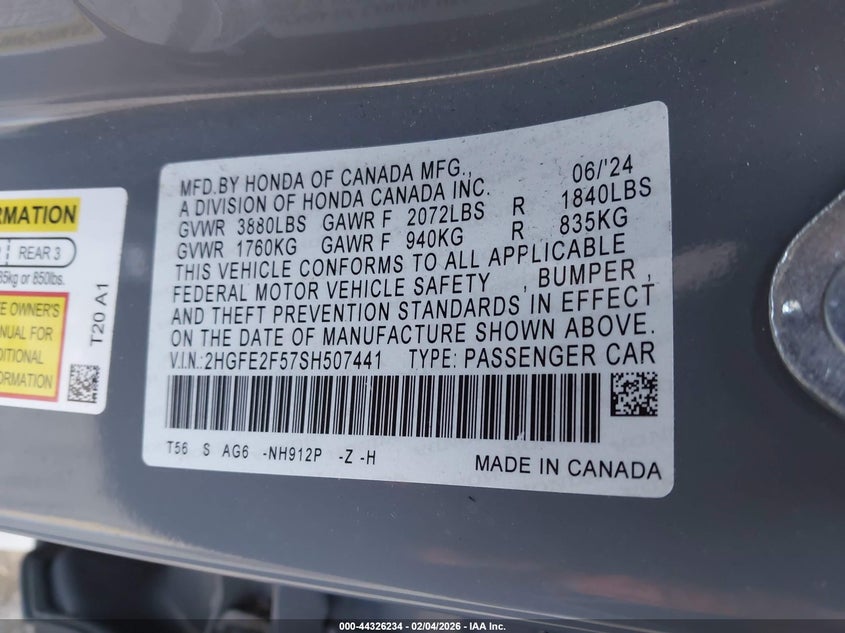 MFD.BY HONDA OF CANADA MFG., 06/'24
A DIVISION OF HONDA CANADA INC.
GVWR 3880LBS GAWR F 2072LBS R 1840LBS
GVWR 1760KG GAWR F 940KG R 835KG
THIS VEHICLE CONFORMS TO ALL APPLICABLE
FEDERAL MOTOR VEHICLE SAFETY , BUMPER ,
AND THEFT PREVENTION STANDARDS IN EFFECT
ON THE DATE OF MANUFACTURE SHOWN ABOVE.
V.I.N.:2HGFE2F57SH507441 TYPE: PASSENGER CAR
T56 S AG6 -NH912P -Z -H
MADE IN CANADA
RMATION
REAR 3
85kg or 850lbs.
E OWNER'S
NUAL FOR
DITIONAL
ORMATION
T20 A1
000-44326234 - 02/04/2026 - IAA Inc.